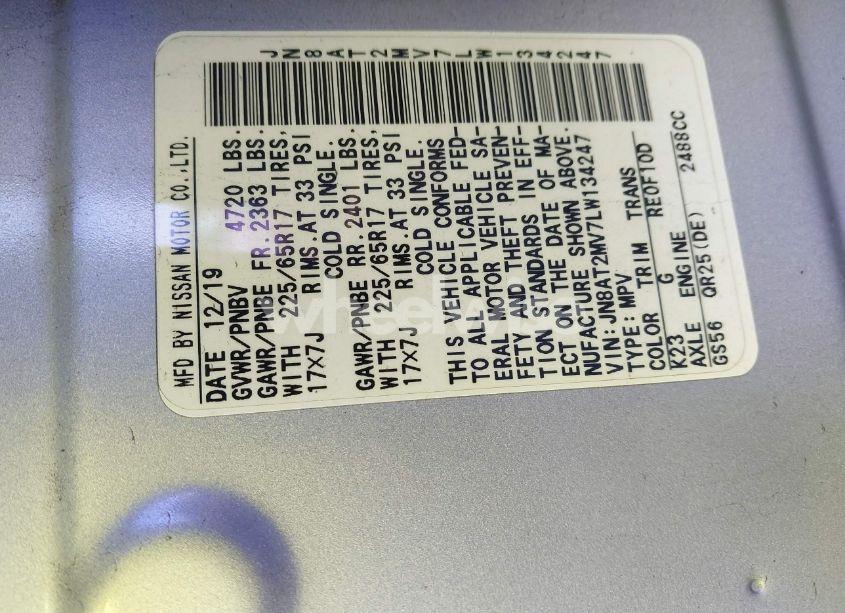 JN8AT2MV7LW134247
MFD BY NISSAN MOTOR CO.,LTD.
DATE 12/19
GVWR/PNBV 4720 LBS.
GAWR/PNBE FR.2363 LBS.
WITH 225/65R17 TIRES,
17X7J RIMS.AT 33 PSI
COLD SINGLE.
GAWR/PNBE RR.2401 LBS.
WITH 225/65R17 TIRES,
17X7J RIMS.AT 33 PSI
COLD SINGLE.
THIS VEHICLE CONFORMS
TO ALL APPLICABLE FED-
ERAL MOTOR VEHICLE SA-
FETY AND THEFT PREVEN-
TION STANDARDS IN EFF-
ECT ON THE DATE OF MA-
NUFACTURE SHOWN ABOVE.
VIN:JN8AT2MV7LW134247
TYPE:MPV
COLOR TRIM TRANS
K23 G RE0F10D
AXLE ENGINE
GS56 QR25(DE) 2488CC